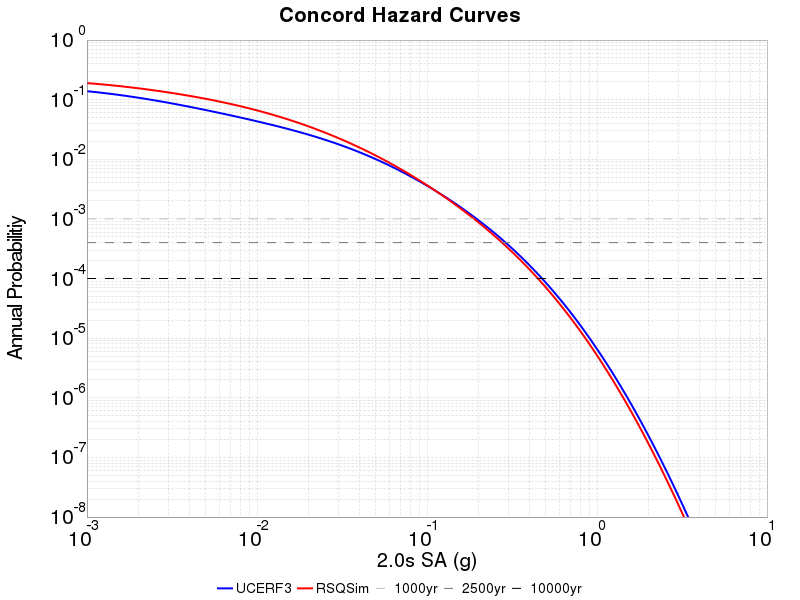 Concord Hazard Curves
Annual Probability
10^0
10^-1
10^-2
10^-3
10^-4
10^-5
10^-6
10^-7
10^-8
10^-3 10^-2 10^-1 10^0 10^1
2.0s SA (g)
UCERF3 RSQSim 1000yr 2500yr 10000yr